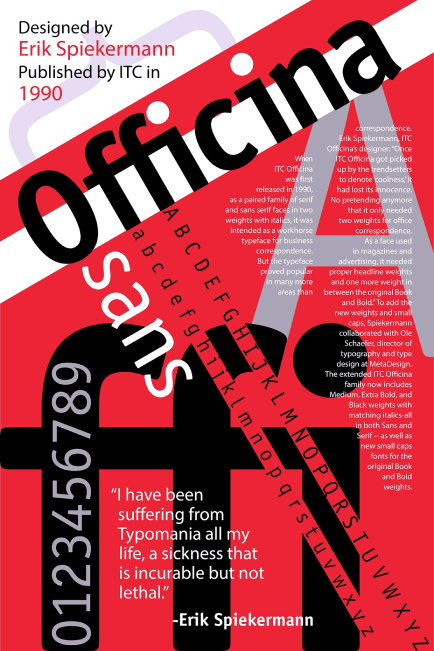 Designed by
Erik Spiekermann
Published by ITC in
1990
Officina
sans
A
ffi
When
ITC Officina
was first
released in 1990,
as a paired family of serif
and sans serif faces in two
weights with italics, it was
intended as a workhorse
typeface for business
correspondence.
But the typeface
proved popular
in many more
areas than
correspondence.
Erik Spiekermann, ITC
Officina's designer: "Once
ITC Officina got picked
up by the trendsetters
to denote 'coolness,' it
had lost its innocence.
No pretending anymore
that it only needed
two weights for office
correspondence.
As a face used
in magazines and
advertising, it needed
proper headline weights
and one more weight in
between the original Book
and Bold." To add the
new weights and small
caps, Spiekermann
collaborated with Ole
Schaefer, director of
typography and type
design at MetaDesign.
The extended ITC Officina
family now includes
Medium, Extra Bold, and
Black weights with
matching italics-all
in both Sans and
Serif -- as well as
new small caps
fonts for the
original Book
and Bold
weights.
ABCDEFGHIJKLMNOPQRSTUVWXYZ
abcdefghijklmnopqrstuvwxyz
0123456789
"I have been
suffering from
Typomania all my
life, a sickness that
is incurable but not
lethal."
-Erik Spiekermann